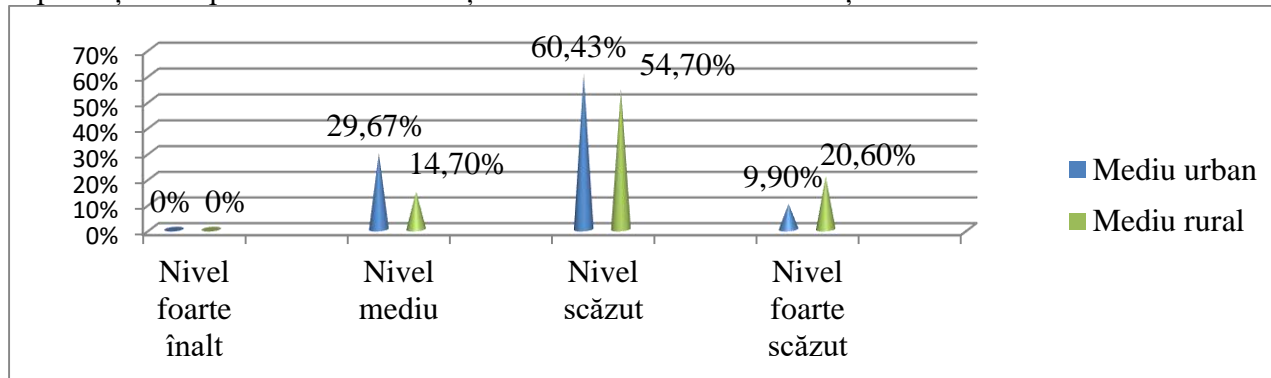 70%
60%
50%
40%
30%
20%
10%
0%
0% 0%
29,67%
14,70%
60,43%
54,70%
9,90%
20,60%
Nivel
foarte
înalt
Nivel
mediu
Nivel
scăzut
Nivel
foarte
scăzut
Mediu urban
Mediu rural